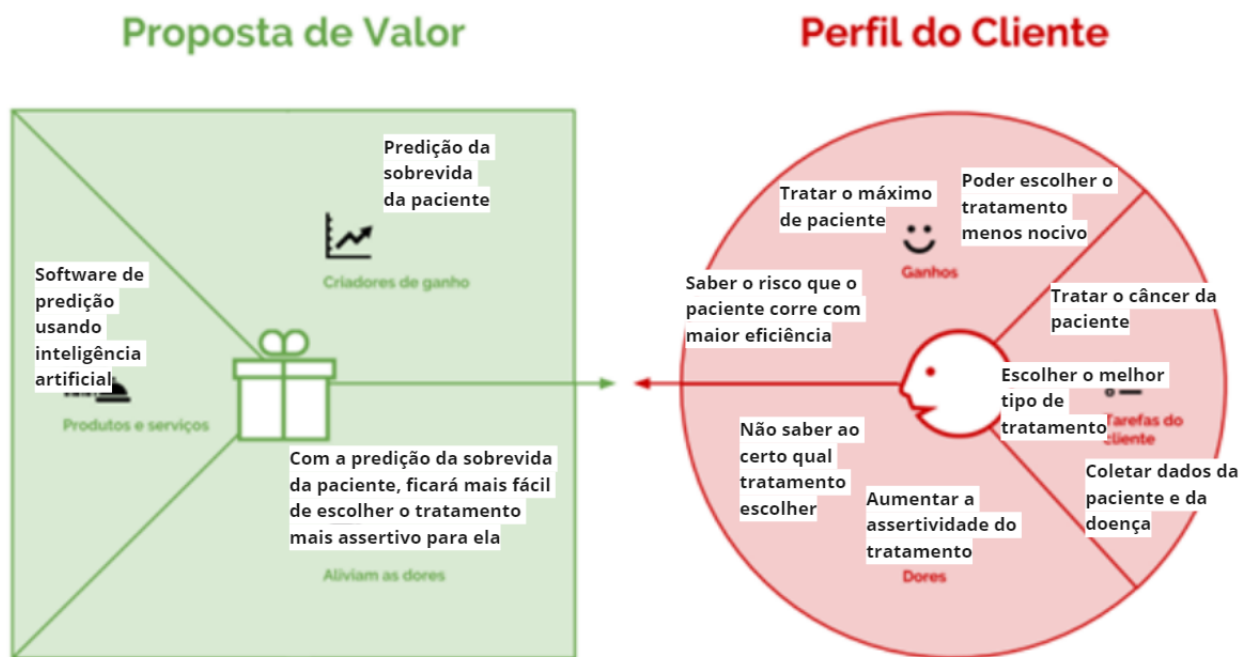 Proposta de Valor
Perfil do Cliente
Predição da
sobrevida
da paciente
Criadores de ganho
Software de
predição
usando
inteligência
artificial
Produtos e serviços
Com a predição da sobrevida
da paciente, ficará mais fácil
de escolher o tratamento
mais assertivo para ela
Aliviam as dores
Tratar o máximo
de paciente
Poder escolher o
tratamento
menos nocivo
Ganhos
Saber o risco que o
paciente corre com
maior eficiência
Tratar o câncer da
paciente
Escolher o melhor
tipo de
tratamento
Tarefas do
cliente
Coletar dados da
paciente e da
doença
Não saber ao
certo qual
tratamento
escolher
Aumentar a
assertividade do
tratamento
Dores